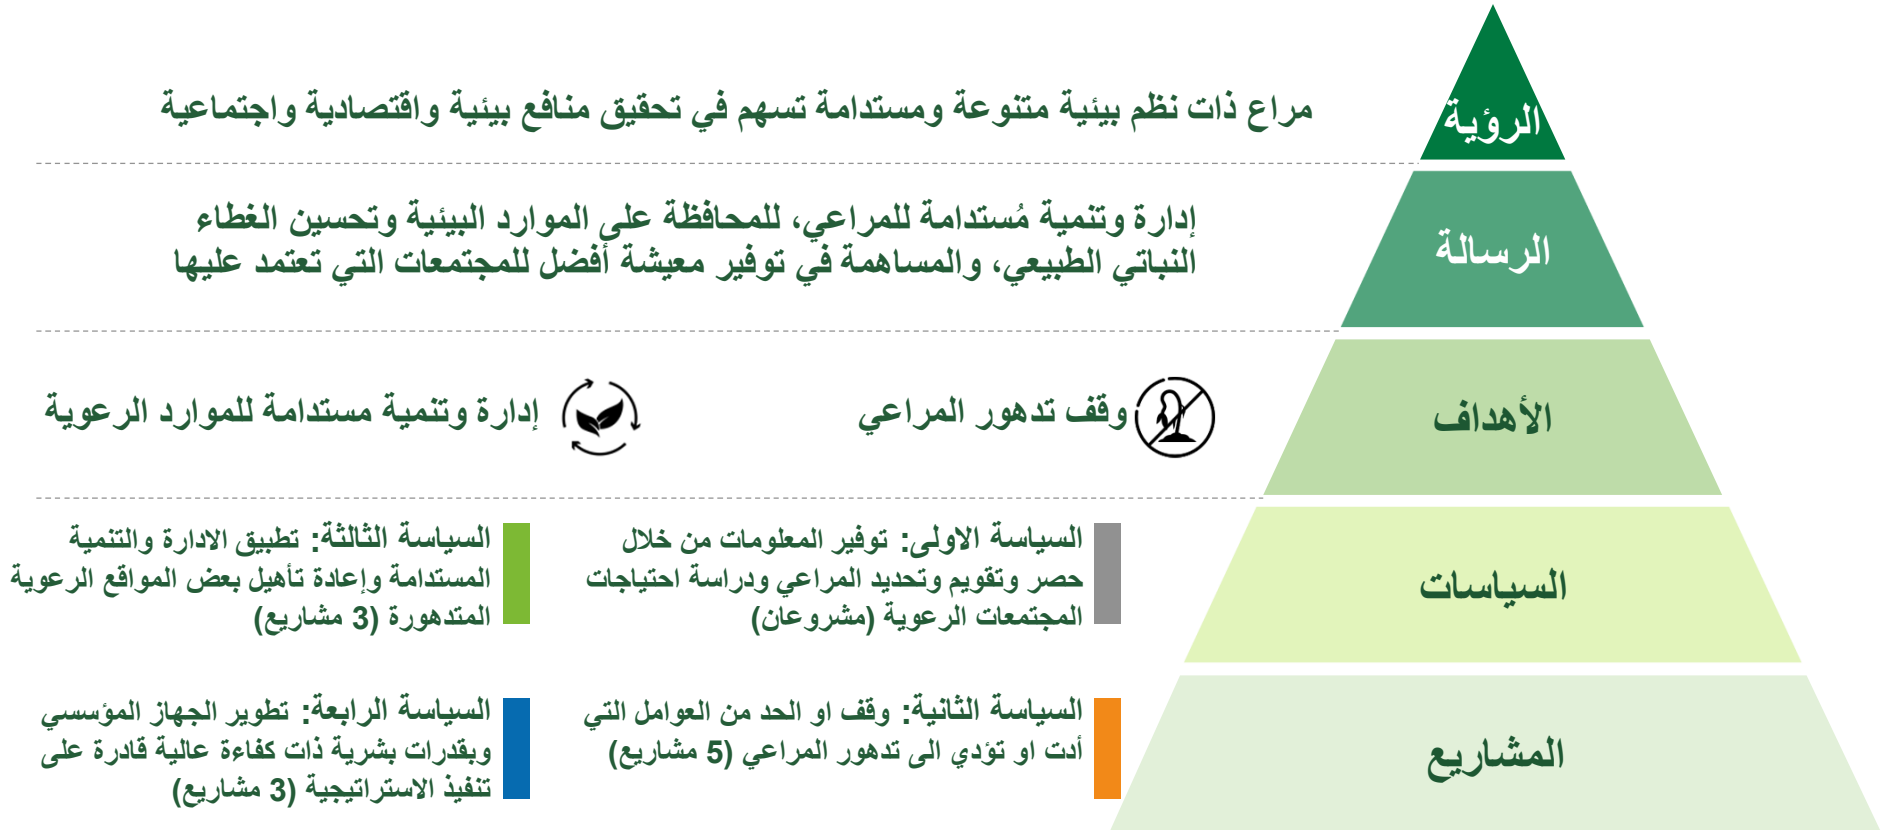 الرؤية
مراع ذات نظم بيئية متنوعة ومستدامة تسهم في تحقيق منافع بيئية واقتصادية واجتماعية
الرسالة
إدارة وتنمية مُستدامة للمراعي، للمحافظة على الموارد البيئية وتحسين الغطاء
النباتي الطبيعي، والمساهمة في توفير معيشة أفضل للمجتمعات التي تعتمد عليها
الأهداف
وقف تدهور المراعي
إدارة وتنمية مستدامة للموارد الرعوية
السياسات
السياسة الاولى: توفير المعلومات من خلال
حصر وتقويم وتحديد المراعي ودراسة احتياجات
المجتمعات الرعوية (مشروعان)
السياسة الثالثة: تطبيق الادارة والتنمية
المستدامة وإعادة تأهيل بعض المواقع الرعوية
المتدهورة (3 مشاريع)
المشاريع
السياسة الثانية: وقف او الحد من العوامل التي
أدت او تؤدي الى تدهور المراعي (5 مشاريع)
السياسة الرابعة: تطوير الجهاز المؤسسي
وبقدرات بشرية ذات كفاءة عالية قادرة على
تنفيذ الاستراتيجية (3 مشاريع)